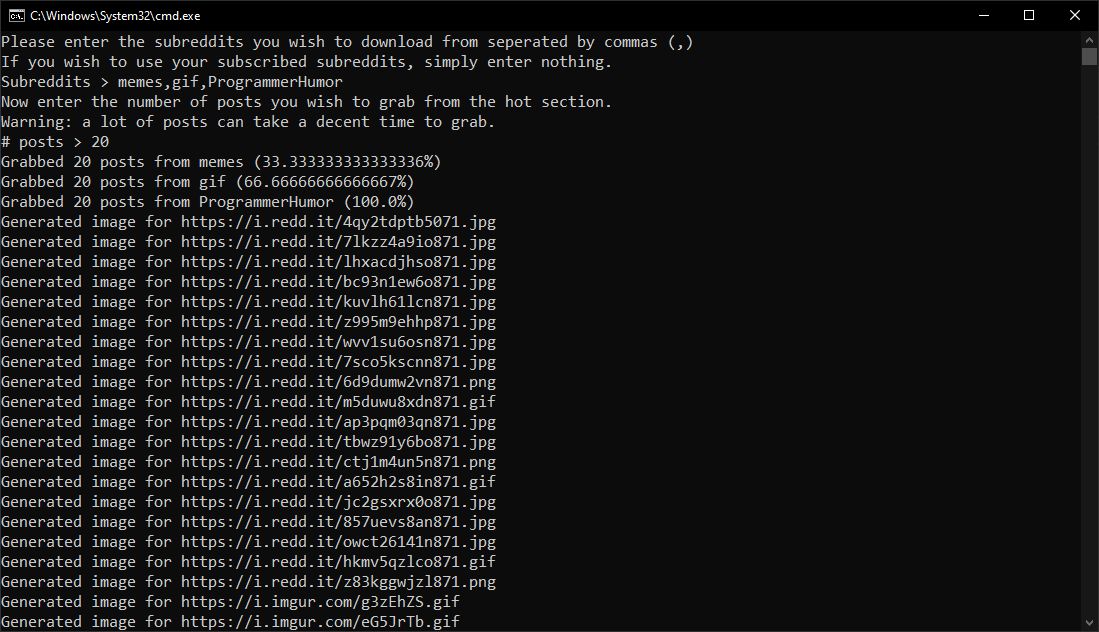 C:\Windows\System32\cmd.exe
Please enter the subreddits you wish to download from seperated by commas (,)
If you wish to use your subscribed subreddits, simply enter nothing.
Subreddits > memes,gif,ProgrammerHumor
Now enter the number of posts you wish to grab from the hot section.
Warning: a lot of posts can take a decent time to grab.
# posts > 20
Grabbed 20 posts from memes (33.333333333333336%)
Grabbed 20 posts from gif (66.66666666666667%)
Grabbed 20 posts from ProgrammerHumor (100.0%)
Generated image for https://i.redd.it/4qy2tdptb5071.jpg
Generated image for https://i.redd.it/7lkzz4a9io871.jpg
Generated image for https://i.redd.it/lhxacdjhso871.jpg
Generated image for https://i.redd.it/bc93n1ew6o871.jpg
Generated image for https://i.redd.it/kuvlh61lcn871.jpg
Generated image for https://i.redd.it/z995m9ehhp871.jpg
Generated image for https://i.redd.it/wvv1su6osn871.jpg
Generated image for https://i.redd.it/7sco5kscnn871.jpg
Generated image for https://i.redd.it/6d9dumw2vn871.png
Generated image for https://i.redd.it/m5duwu8xdn871.gif
Generated image for https://i.redd.it/ap3pqm03qn871.jpg
Generated image for https://i.redd.it/tbwz91y6bo871.jpg
Generated image for https://i.redd.it/ctj1m4un5n871.png
Generated image for https://i.redd.it/a652h2s8in871.gif
Generated image for https://i.redd.it/jc2gsxrx0o871.jpg
Generated image for https://i.redd.it/857uevs8an871.jpg
Generated image for https://i.redd.it/owct26141n871.jpg
Generated image for https://i.redd.it/hkmv5qzlco871.gif
Generated image for https://i.redd.it/z83kggwjzl871.png
Generated image for https://i.imgur.com/g3zEhZS.gif
Generated image for https://i.imgur.com/eG5JrTb.gif